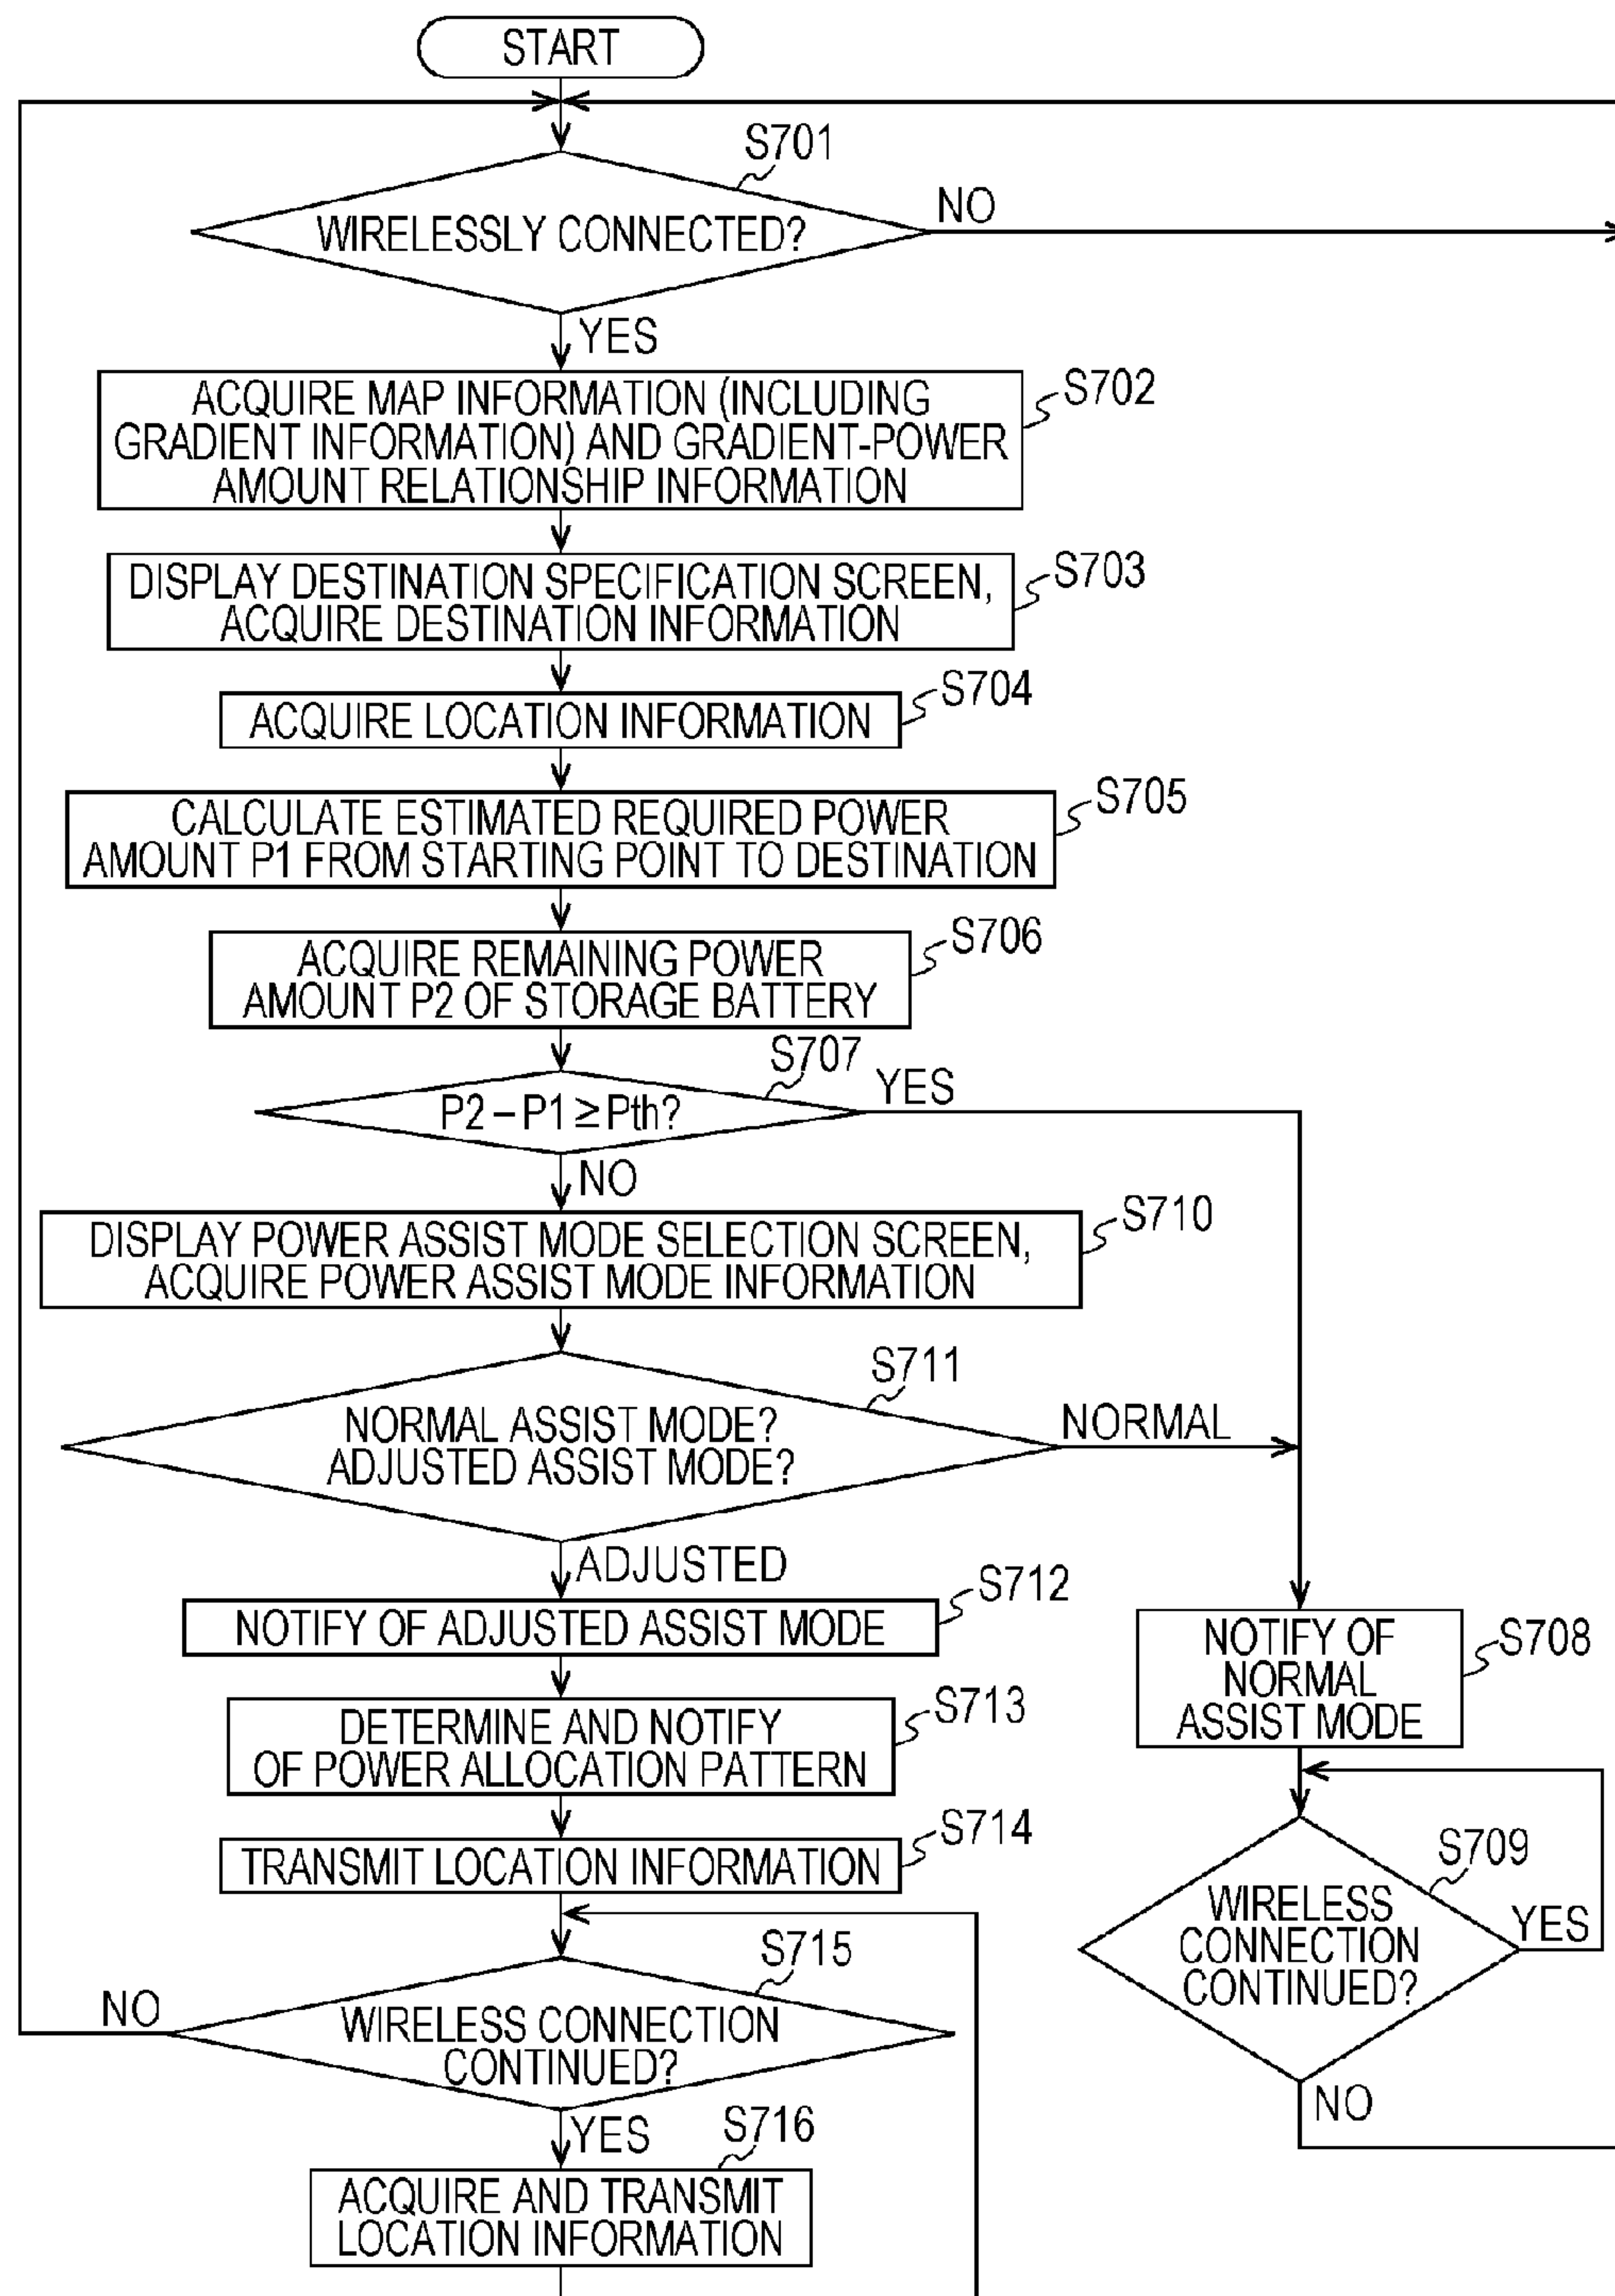 START
S701
WIRELESSLY CONNECTED?
NO
YES
S702
ACQUIRE MAP INFORMATION (INCLUDING
GRADIENT INFORMATION) AND GRADIENT-POWER
AMOUNT RELATIONSHIP INFORMATION
S703
DISPLAY DESTINATION SPECIFICATION SCREEN,
ACQUIRE DESTINATION INFORMATION
S704
ACQUIRE LOCATION INFORMATION
S705
CALCULATE ESTIMATED REQUIRED POWER
AMOUNT P1 FROM STARTING POINT TO DESTINATION
S706
ACQUIRE REMAINING POWER
AMOUNT P2 OF STORAGE BATTERY
S707
P2 – P1 ≥ Pth?
YES
NO
S710
DISPLAY POWER ASSIST MODE SELECTION SCREEN,
ACQUIRE POWER ASSIST MODE INFORMATION
S711
NORMAL ASSIST MODE?
ADJUSTED ASSIST MODE?
NORMAL
ADJUSTED
S712
NOTIFY OF ADJUSTED ASSIST MODE
S708
NOTIFY OF
NORMAL
ASSIST MODE
S713
DETERMINE AND NOTIFY
OF POWER ALLOCATION PATTERN
S714
TRANSMIT LOCATION INFORMATION
S709
WIRELESS
CONNECTION
CONTINUED?
YES
NO
S715
WIRELESS CONNECTION
CONTINUED?
NO
YES
S716
ACQUIRE AND TRANSMIT
LOCATION INFORMATION